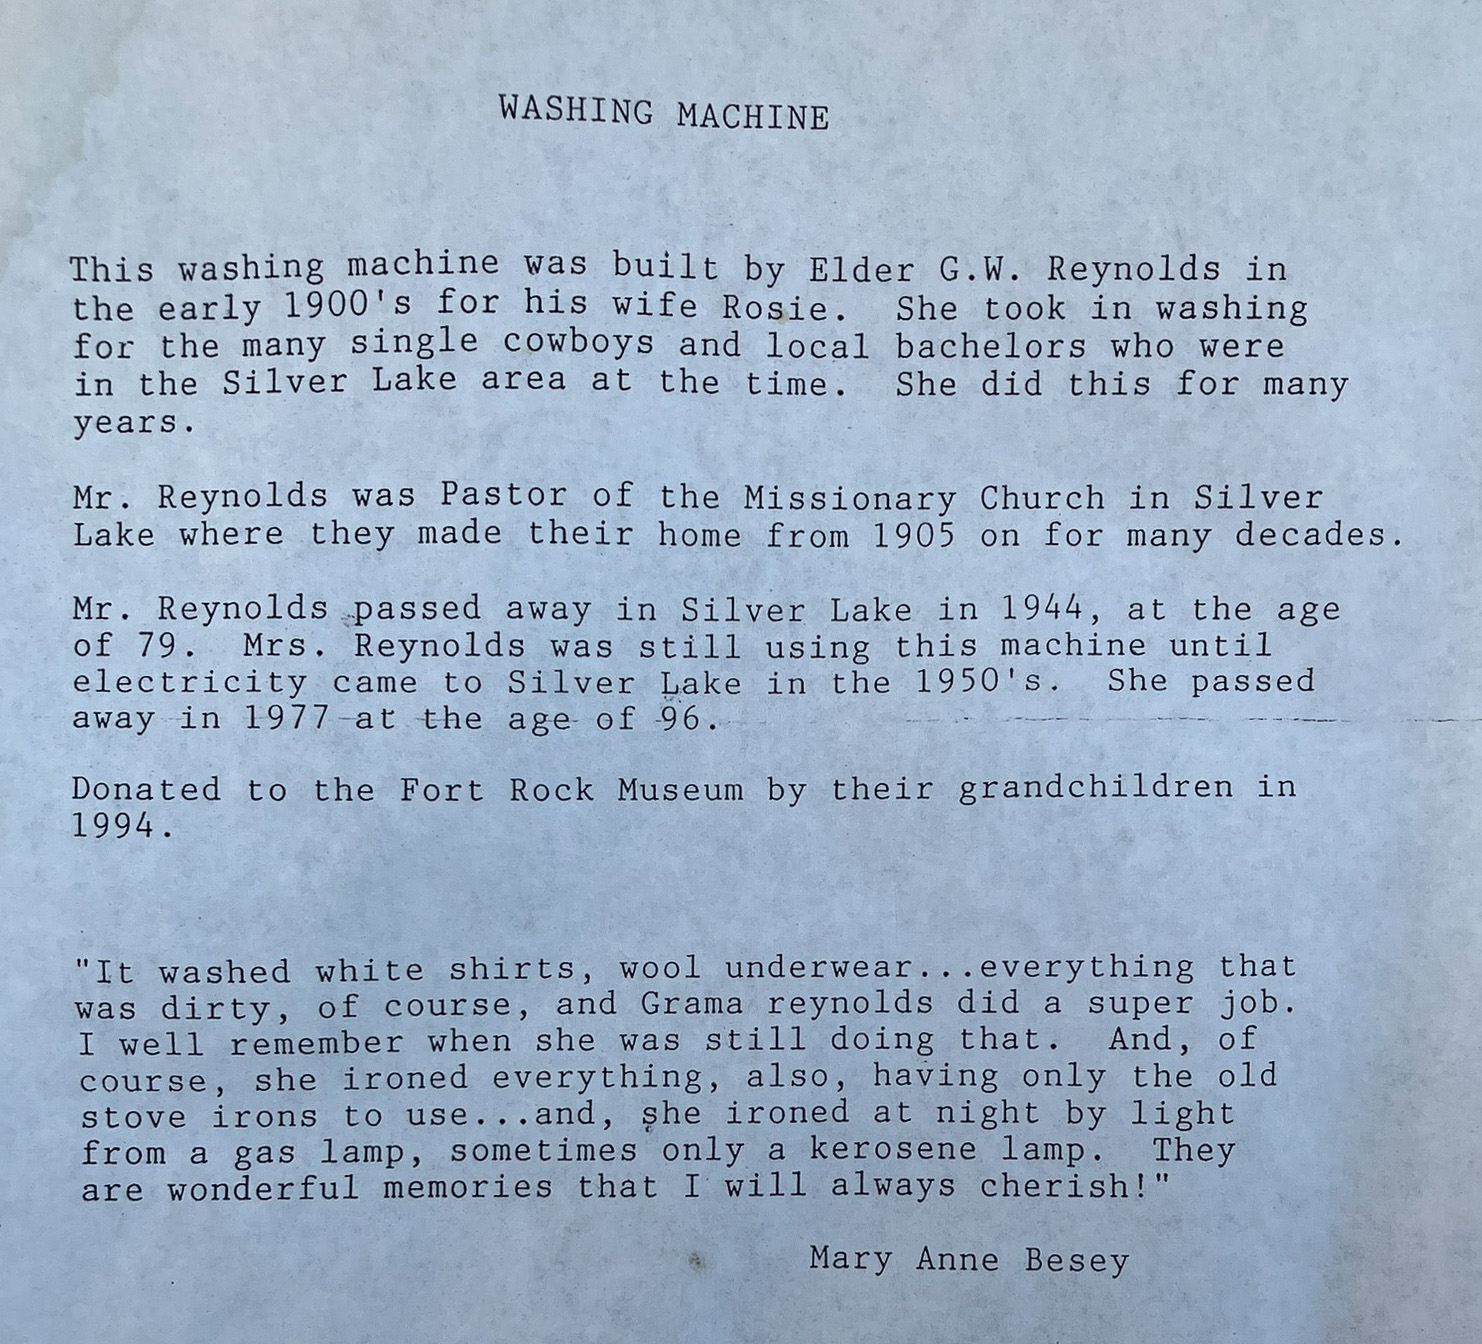 WASHING MACHINE
This washing machine was built by Elder G.W. Reynolds in
the early 1900's for his wife Rosie.  She took in washing
for the many single cowboys and local bachelors who were
in the Silver Lake area at the time.  She did this for many
years.
Mr. Reynolds was Pastor of the Missionary Church in Silver
Lake where they made their home from 1905 on for many decades.
Mr. Reynolds passed away in Silver Lake in 1944, at the age
of 79.  Mrs. Reynolds was still using this machine until
electricity came to Silver Lake in the 1950's.  She passed
away in 1977 at the age of 96.
Donated to the Fort Rock Museum by their grandchildren in
1994.
"It washed white shirts, wool underwear...everything that
was dirty, of course, and Grama reynolds did a super job.
I well remember when she was still doing that.  And, of
course, she ironed everything, also, having only the old
stove irons to use...and, she ironed at night by light
from a gas lamp, sometimes only a kerosene lamp.  They
are wonderful memories that I will always cherish!"
Mary Anne Besey